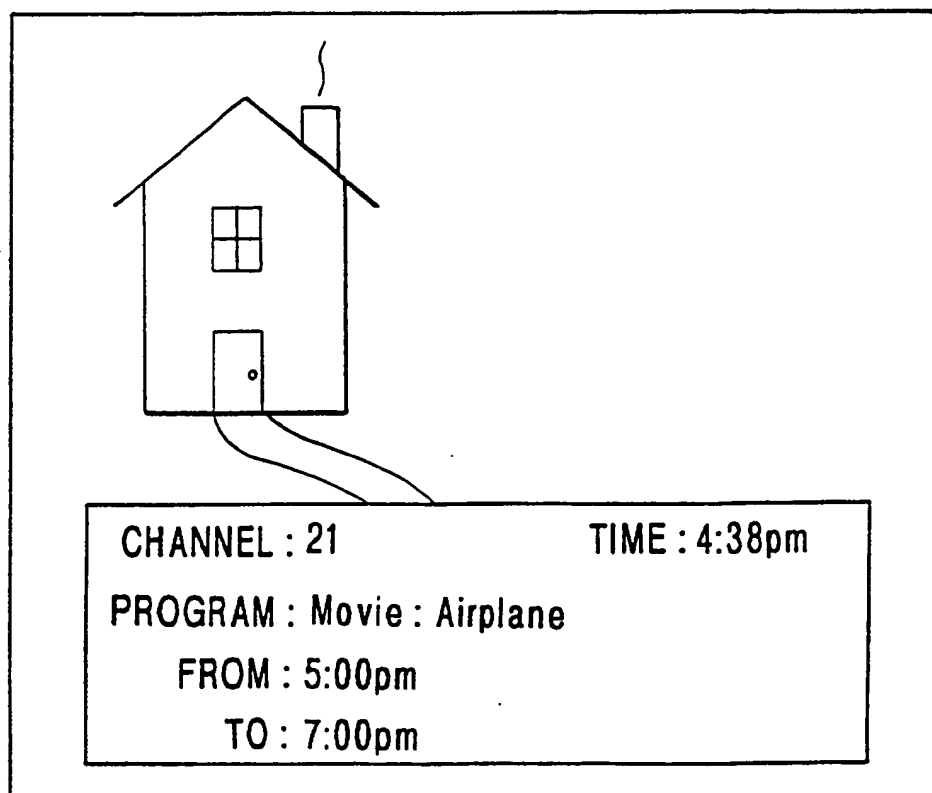 CHANNEL : 21 TIME : 4:38pm
PROGRAM : Movie : Airplane
FROM : 5:00pm
TO : 7:00pm